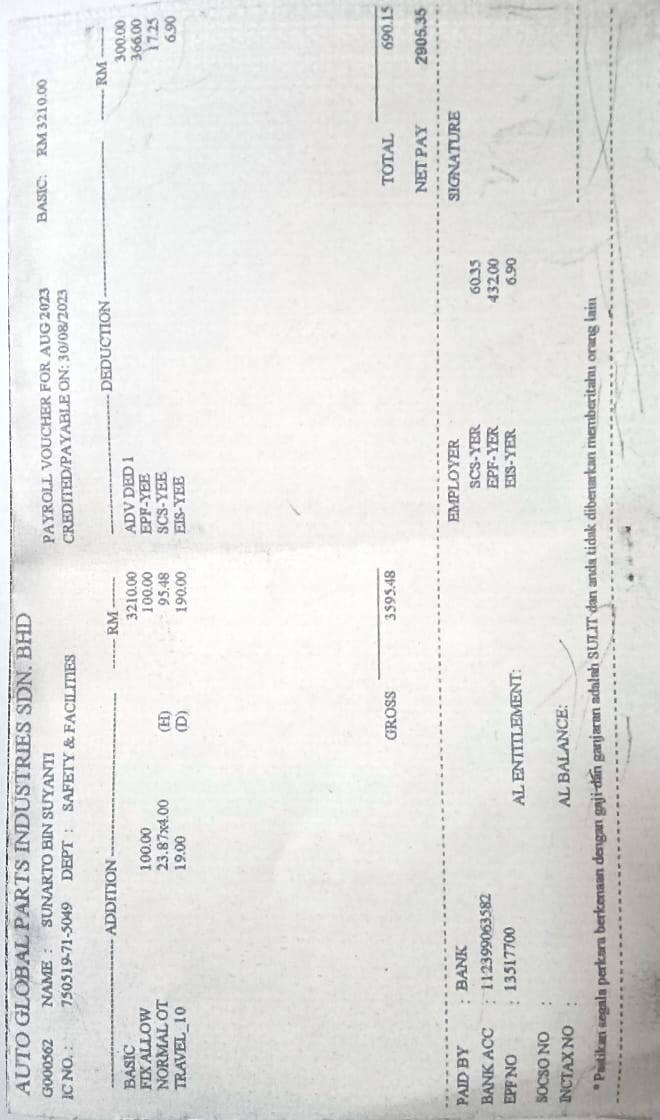 AUTO GLOBAL PARTS INDUSTRIES SDN. BHD
G000562 NAME : SUNARTO BIN SUYANTI PAYROLL VOUCHER FOR AUG 2023 BASIC: RM 3210.00
IC NO. : 750519-71-5049 DEPT : SAFETY & FACILITIES CREDITED/PAYABLE ON: 30/08/2023
---------- ADDITION ---------- ------ RM ------ ---------- DEDUCTION ---------- ------ RM ------
BASIC 3210.00 ADV DED 1 300.00
FIX ALLOW 100.00 100.00 EPF-YEE 366.00
NORMAL OT 23.87x4.00 (H) 95.48 SCS-YEE 17.25
TRAVEL_10 19.00 (D) 190.00 EIS-YEE 6.90
GROSS 3595.48 TOTAL 690.15
NET PAY 2905.35
PAID BY : BANK EMPLOYER SIGNATURE
BANK ACC : 112399063582 SCS-YER 60.35
EPF NO : 13517700 EPF-YER 432.00
AL ENTITLEMENT: EIS-YER 6.90
SOCSO NO :
INCTAX NO : AL BALANCE:
* Pastikan segala perkara berkenaan dengan gaji dan ganjaran adalah SULIT dan anda tidak dibenarkan memberitahu orang lain